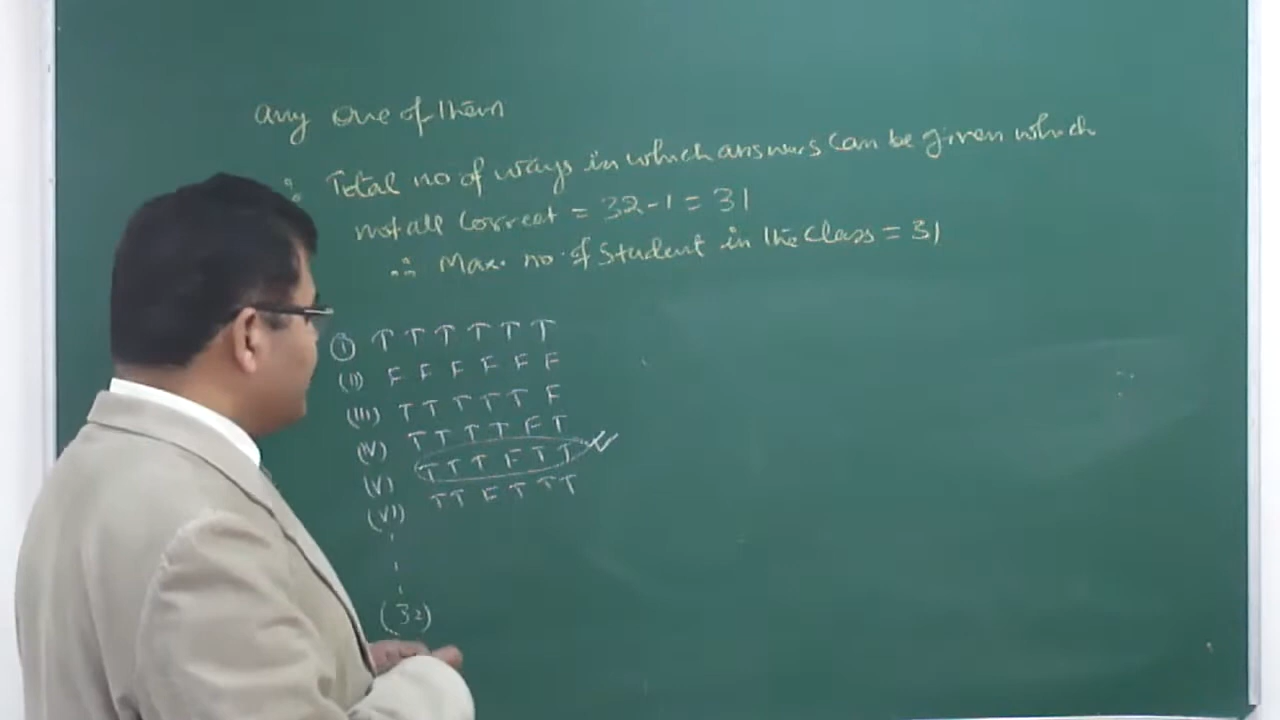 any one of them
∴ Total no of ways in which answers can be given which
not all correct = 32-1 = 31
∴ Max. no. of Student in the Class = 31
(I) T T T T T T
(II) F F F F F F
(III) T T T T T F
(IV) T T T T F T
(V) T T T F T T
(VI) T T F T T T
(32)